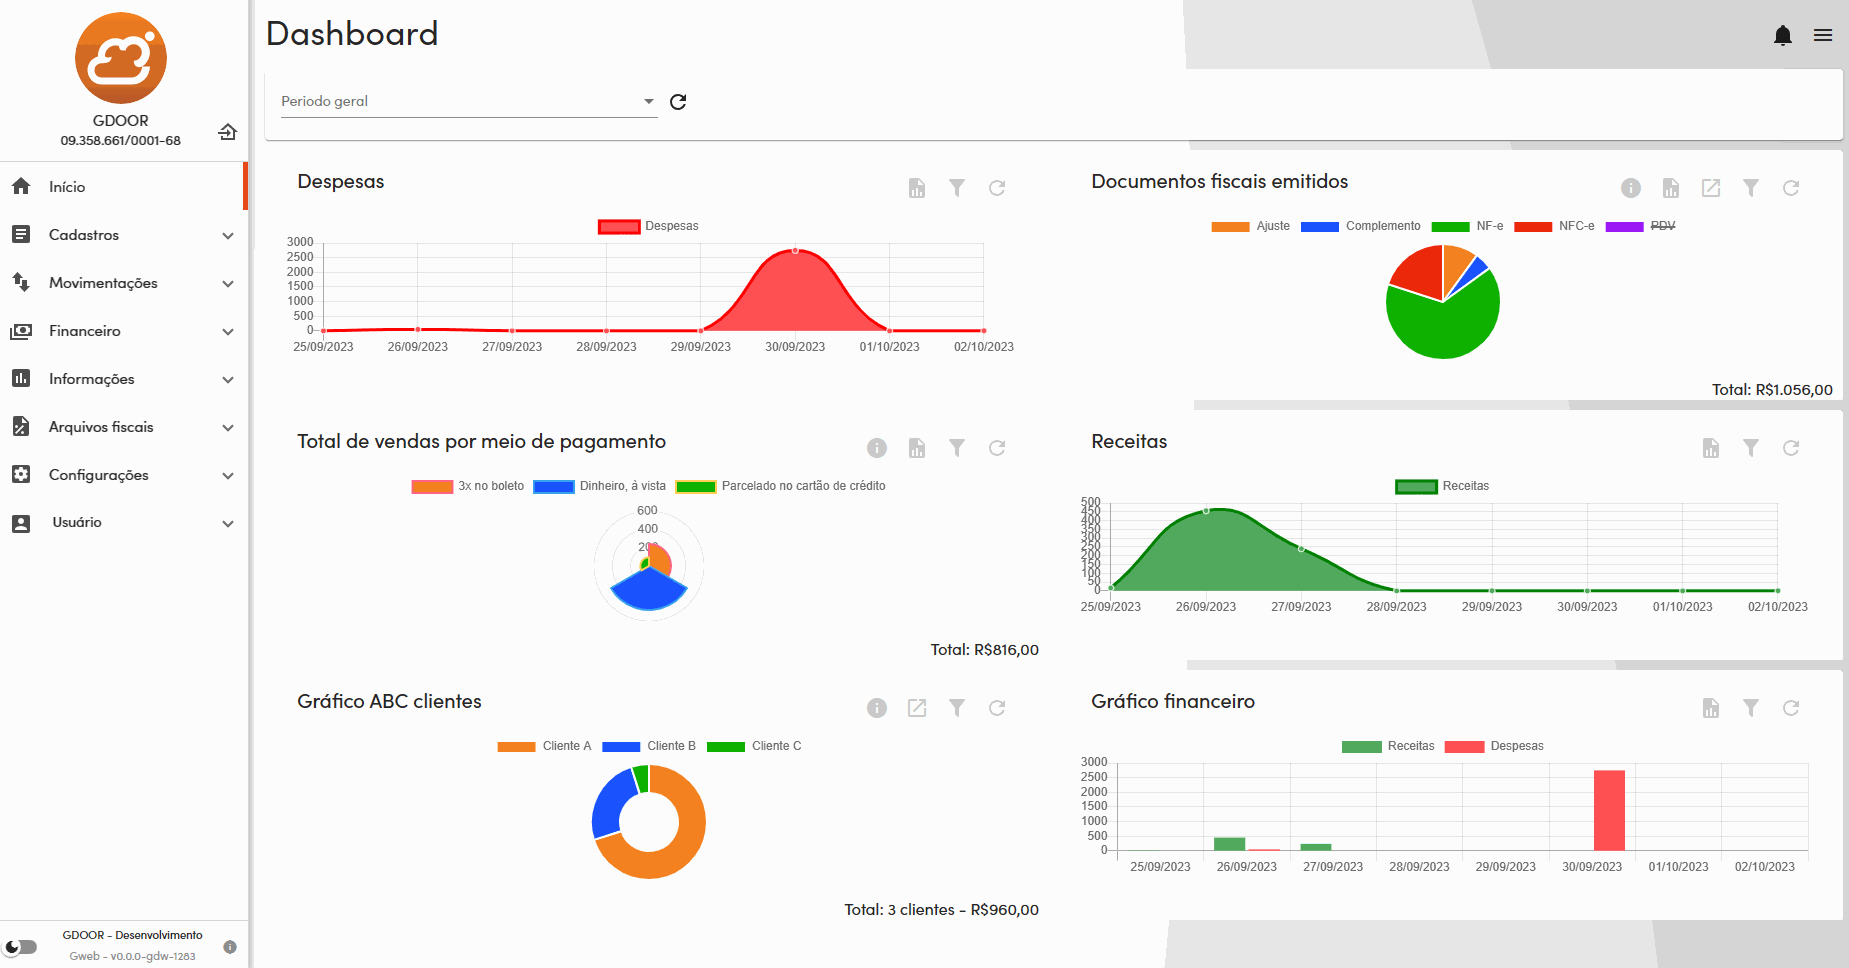 GDOOR
09.358.661/0001-68
Início
Cadastros
Movimentações
Financeiro
Informações
Arquivos fiscais
Configurações
Usuário
GDOOR - Desenvolvimento
Gweb - v0.0.0-gdw-1283
Dashboard
Periodo geral
Despesas
Despesas
3000
2500
2000
1500
1000
500
0
25/09/2023 26/09/2023 27/09/2023 28/09/2023 29/09/2023 30/09/2023 01/10/2023 02/10/2023
Documentos fiscais emitidos
Ajuste Complemento NF-e NFC-e PDV
Total: R$1.056,00
Total de vendas por meio de pagamento
3x no boleto Dinheiro, à vista Parcelado no cartão de crédito
600
400
200
Total: R$816,00
Receitas
Receitas
500
450
400
350
300
250
200
150
100
50
0
25/09/2023 26/09/2023 27/09/2023 28/09/2023 29/09/2023 30/09/2023 01/10/2023 02/10/2023
Gráfico ABC clientes
Cliente A Cliente B Cliente C
Total: 3 clientes - R$960,00
Gráfico financeiro
Receitas Despesas
3000
2500
2000
1500
1000
500
0
25/09/2023 26/09/2023 27/09/2023 28/09/2023 29/09/2023 30/09/2023 01/10/2023 02/10/2023